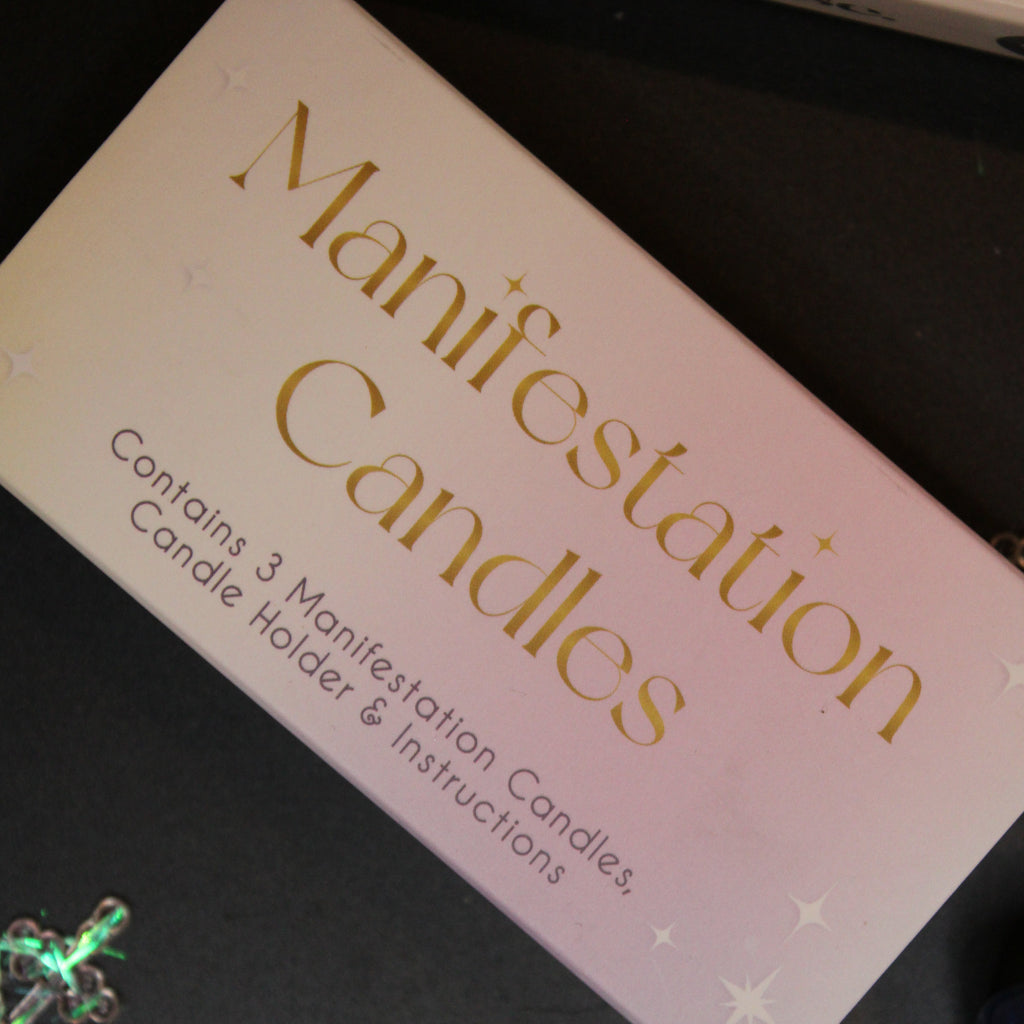 Manifestation
Candles
Contains 3 Manifestation Candles,
Candle Holder & Instructions